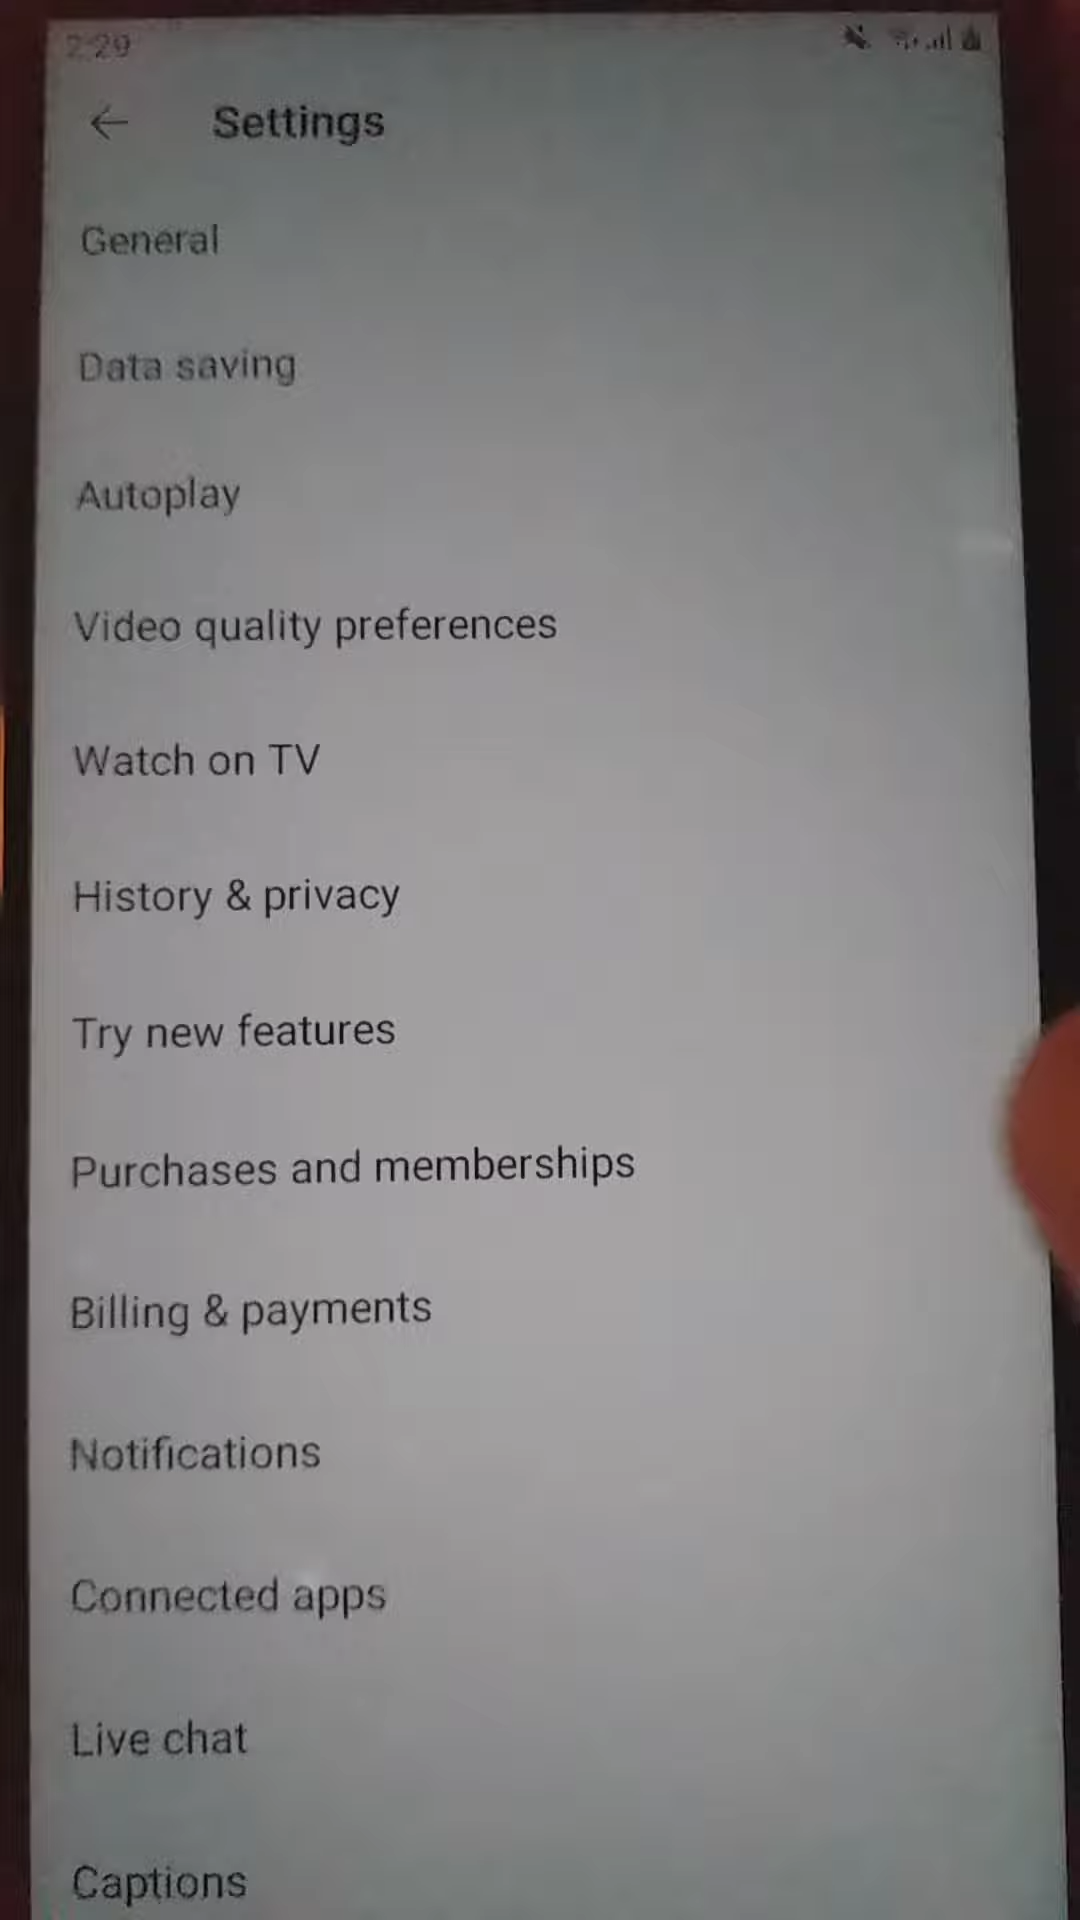 2:29
Settings
General
Data saving
Autoplay
Video quality preferences
Watch on TV
History & privacy
Try new features
Purchases and memberships
Billing & payments
Notifications
Connected apps
Live chat
Captions